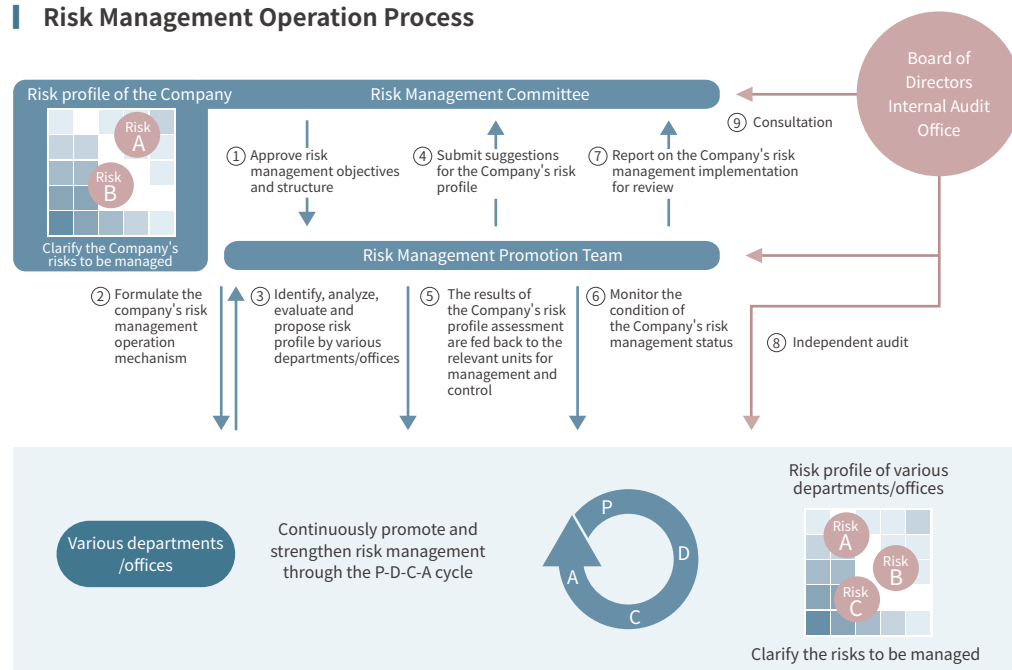 Risk Management Operation Process
Board of
Directors
Internal Audit
Office
Risk profile of the Company
Risk Management Committee
Risk
A
Risk
B
Clarify the Company's
risks to be managed
① Approve risk
management objectives
and structure
④ Submit suggestions
for the Company's risk
profile
⑦ Report on the Company's risk
management implementation
for review
⑨ Consultation
Risk Management Promotion Team
② Formulate the
company's risk
management
operation
mechanism
③ Identify, analyze,
evaluate and
propose risk
profile by various
departments/offices
⑤ The results of
the Company's risk
profile assessment
are fed back to the
relevant units for
management and
control
⑥ Monitor the
condition of
the Company's risk
management status
⑧ Independent audit
Various departments
/offices
Continuously promote and
strengthen risk management
through the P-D-C-A cycle
P
D
C
A
Risk profile of various
departments/offices
Risk
A
Risk
B
Risk
C
Clarify the risks to be managed